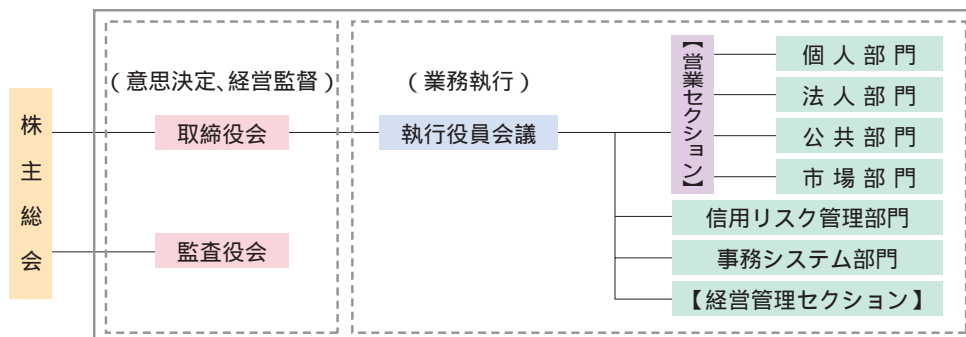 株主総会
(意思決定、経営監督)
取締役会
監査役会
(業務執行)
執行役員会議
【営業セクション】
個人部門
法人部門
公共部門
市場部門
信用リスク管理部門
事務システム部門
【経営管理セクション】